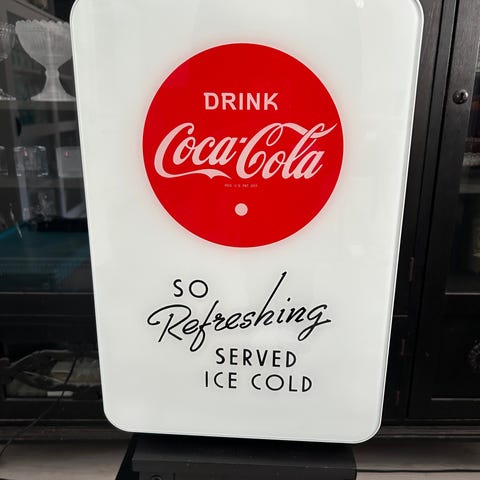 DRINK
Coca-Cola
REG. U.S. PAT. OFF.
SO
Refreshing
SERVED
ICE COLD